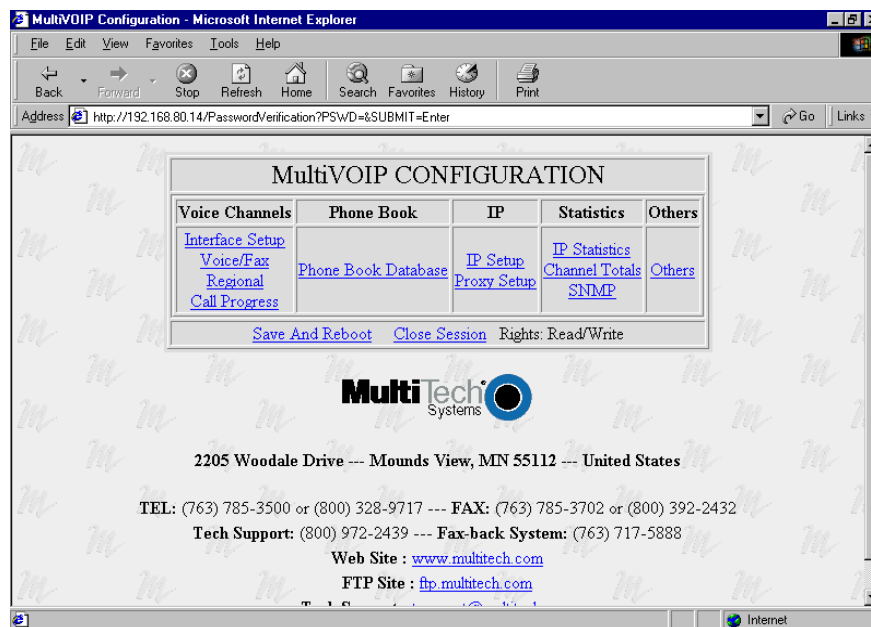 MultiVOIP Configuration - Microsoft Internet Explorer
File Edit View Favorites Tools Help
Back Forward Stop Refresh Home Search Favorites History Print
Address http://192.168.80.14/PasswordVerification?PSWD=&SUBMIT=Enter Go Links
MultiVOIP CONFIGURATION
Voice Channels Phone Book IP Statistics Others
Interface Setup
Voice/Fax
Regional
Call Progress
Phone Book Database
IP Setup
Proxy Setup
IP Statistics
Channel Totals
SNMP
Others
Save And Reboot Close Session Rights: Read/Write
MultiTech
Systems
2205 Woodale Drive --- Mounds View, MN 55112 --- United States
TEL: (763) 785-3500 or (800) 328-9717 --- FAX: (763) 785-3702 or (800) 392-2432
Tech Support: (800) 972-2439 --- Fax-back System: (763) 717-5888
Web Site : www.multitech.com
FTP Site : ftp.multitech.com
Internet